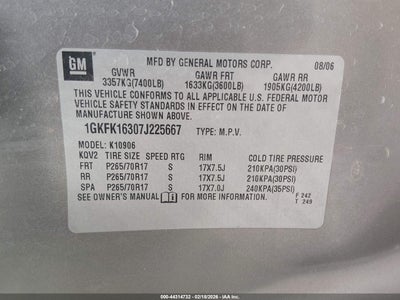 GM
MFD BY GENERAL MOTORS CORP. 08/06
GVWR GAWR FRT GAWR RR
3357KG(7400LB) 1633KG(3600LB) 1905KG(4200LB)
THIS VEHICLE CONFORMS TO ALL APPLICABLE U.S. FEDERAL MOTOR
VEHICLE SAFETY STANDARDS IN EFFECT ON THE DATE OF
MANUFACTURE SHOWN ABOVE.
1GKFK16307J225667 TYPE: M.P.V.
MODEL: K10906
KQV2 TIRE SIZE SPEED RTG RIM COLD TIRE PRESSURE
FRT P265/70R17 S 17X7.5J 210KPA(30PSI)
RR P265/70R17 S 17X7.5J 210KPA(30PSI)
SPA P265/70R17 S 17X7.0J 240KPA(35PSI)
SEE OWNER'S MANUAL FOR ADDITIONAL INFORMATION.
F 242
T 249
000-44314732 - 02/18/2026 - IAAI.COM